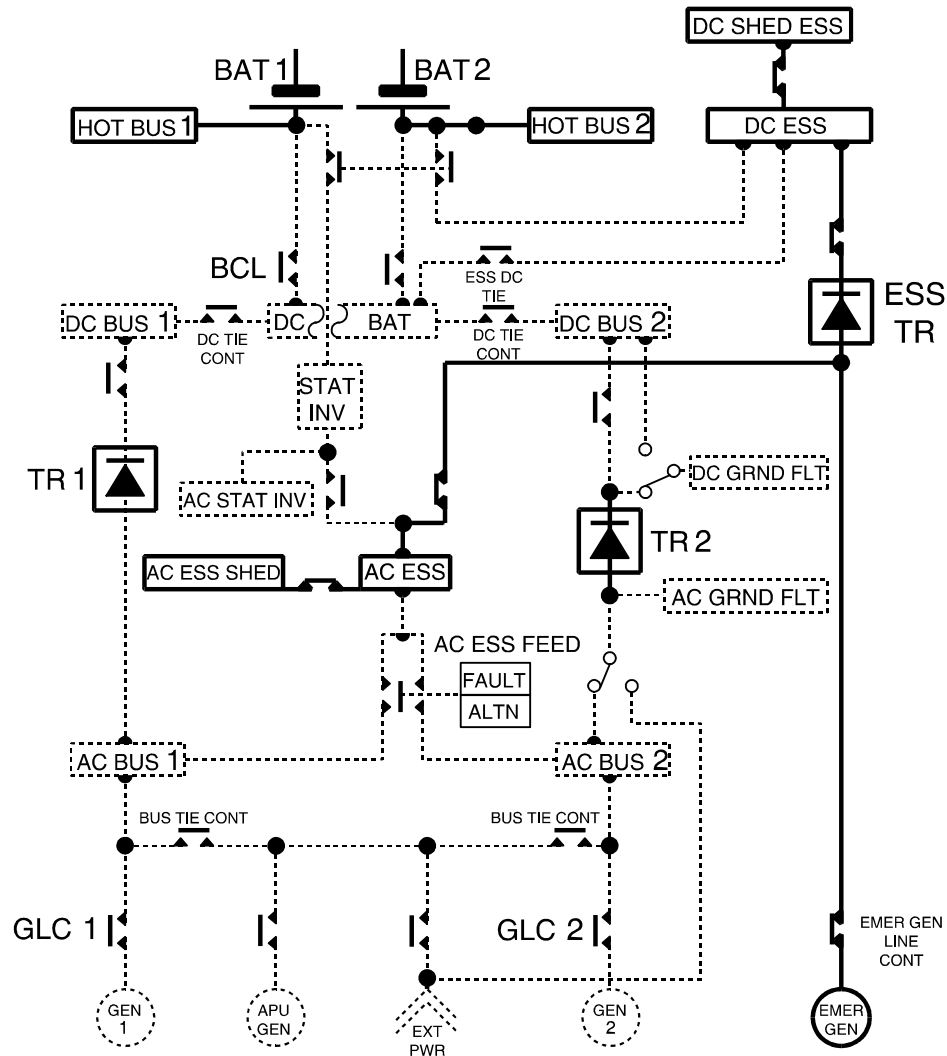 DC SHED ESS
BAT 1
BAT 2
HOT BUS 1
HOT BUS 2
DC ESS
BCL
ESS DC
TIE
ESS
TR
DC BUS 1
DC TIE
CONT
DC
BAT
DC TIE
CONT
DC BUS 2
STAT
INV
TR 1
AC STAT INV
DC GRND FLT
TR 2
AC ESS SHED
AC ESS
AC GRND FLT
AC ESS FEED
FAULT
ALTN
AC BUS 1
AC BUS 2
BUS TIE CONT
BUS TIE CONT
GLC 1
GLC 2
EMER GEN
LINE
CONT
GEN
1
APU
GEN
EXT
PWR
GEN
2
EMER
GEN